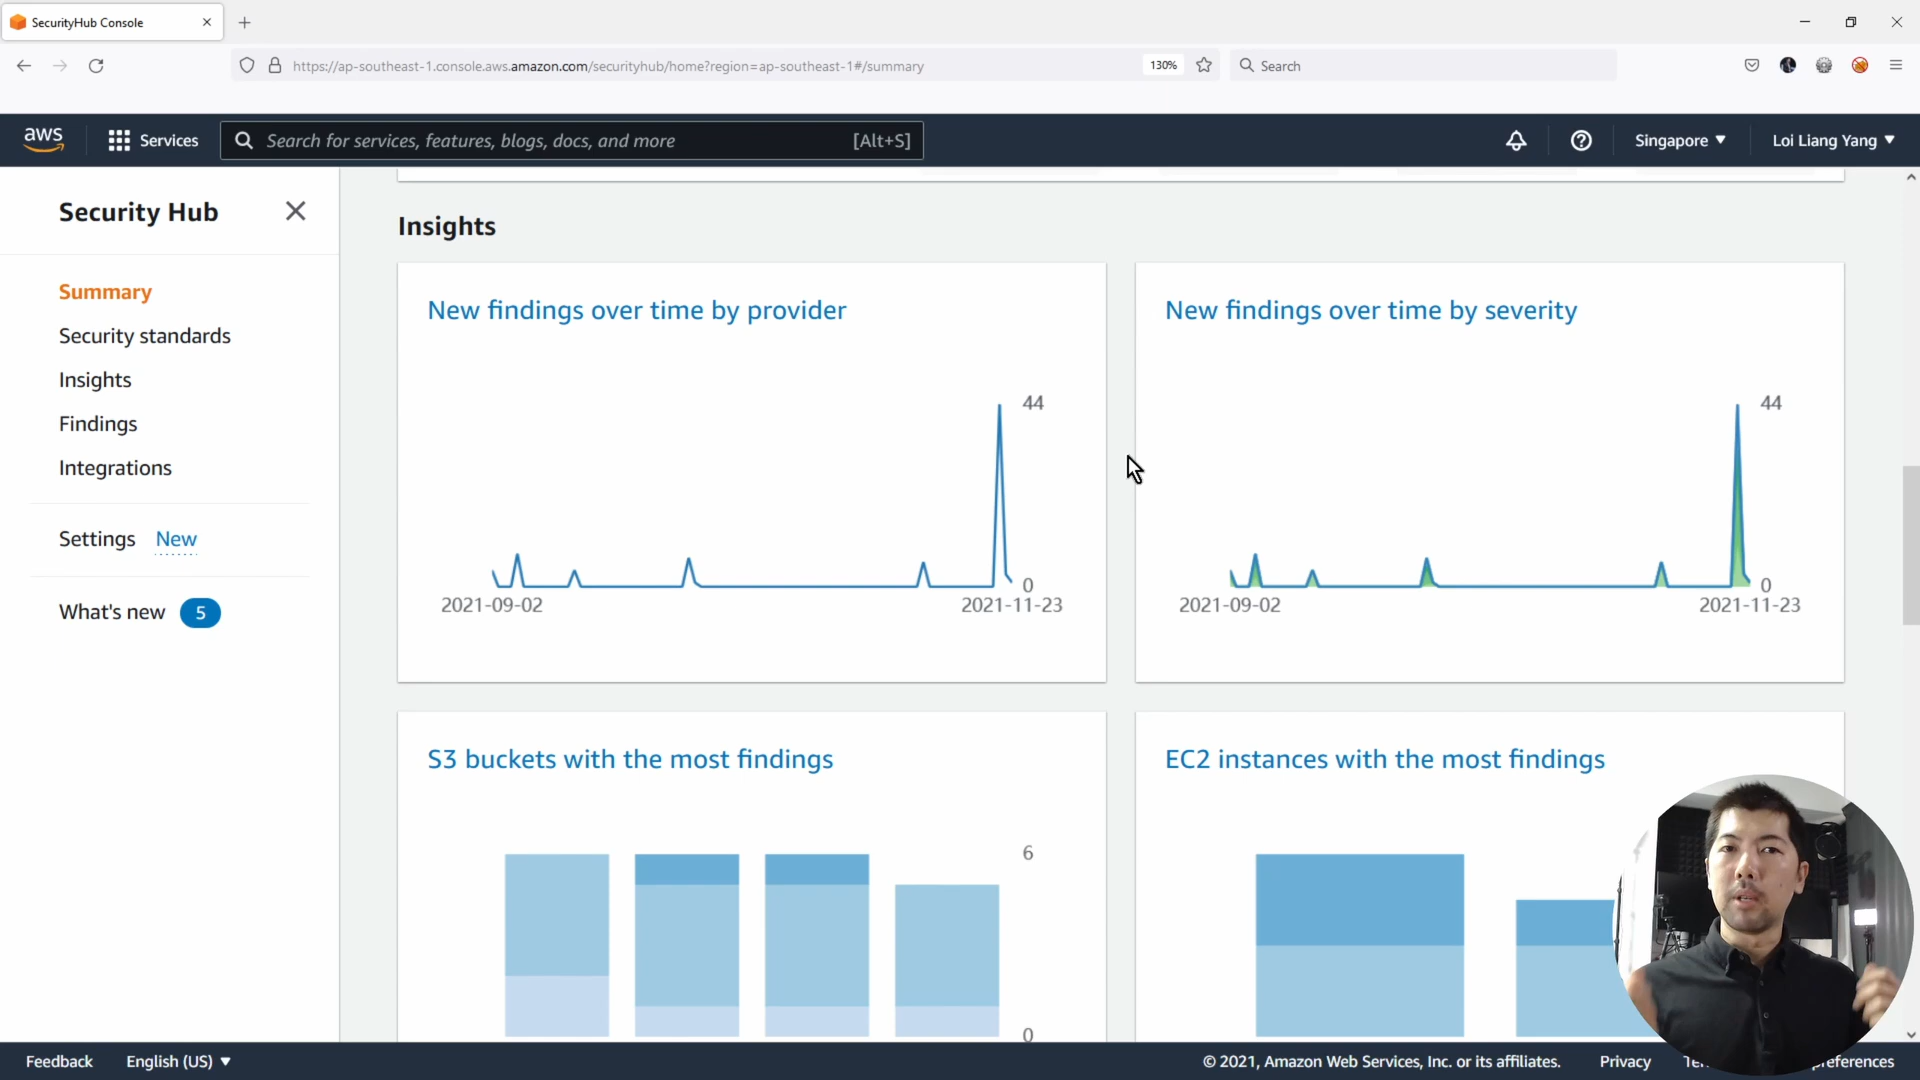 SecurityHub Console
https://ap-southeast-1.console.aws.amazon.com/securityhub/home?region=ap-southeast-1#/summary
130%
Search
aws
Services
Search for services, features, blogs, docs, and more
[Alt+S]
Singapore
Loi Liang Yang
Security Hub
Summary
Security standards
Insights
Findings
Integrations
Settings New
What's new 5
Insights
New findings over time by provider
44
0
2021-09-02
2021-11-23
New findings over time by severity
44
0
2021-09-02
2021-11-23
S3 buckets with the most findings
6
0
EC2 instances with the most findings
Feedback
English (US)
© 2021, Amazon Web Services, Inc. or its affiliates.
Privacy